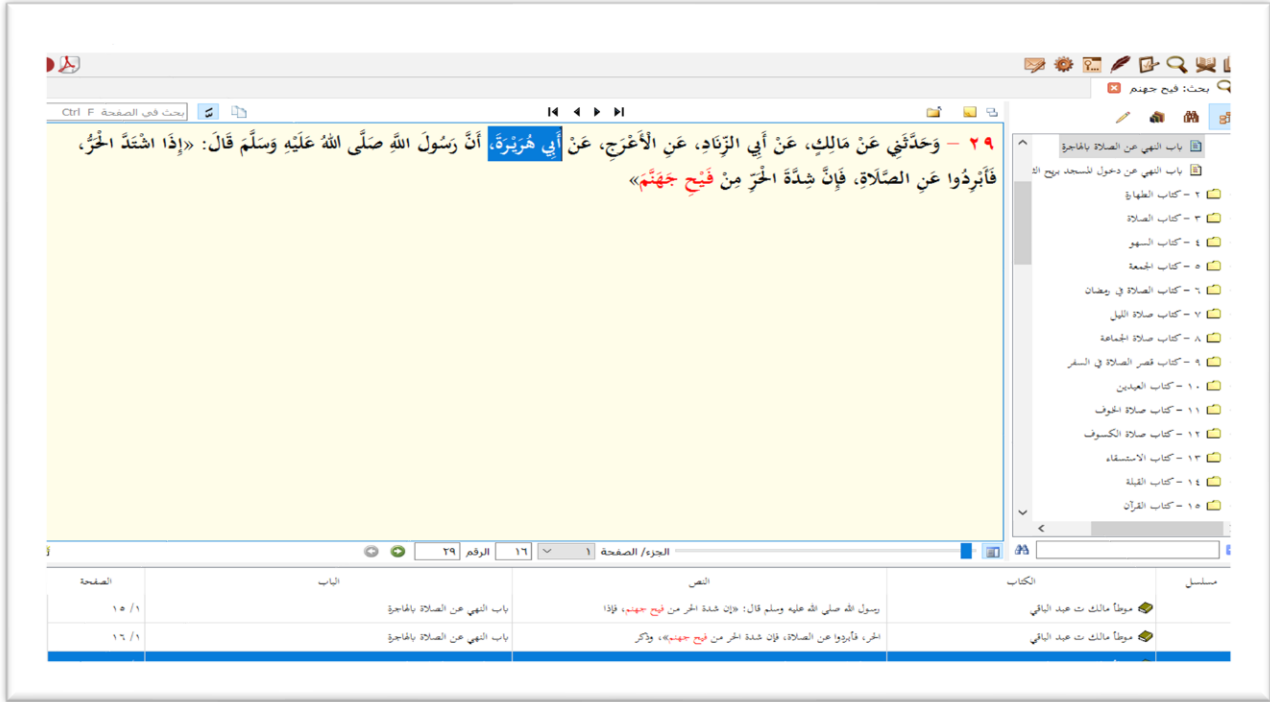 بحث: فيح جهنم
بحث في الصفحة Ctrl F
٢٩ – وَحَدَّثَنِي عَنْ مَالِكٍ، عَنْ أَبِي الزِّنَادِ، عَنِ الْأَعْرَجِ، عَنْ أَبِي هُرَيْرَةَ، أَنَّ رَسُولَ اللَّهِ صَلَّى اللهُ عَلَيْهِ وَسَلَّمَ قَالَ: «إِذَا اشْتَدَّ الْحَرُّ،
فَأَبْرِدُوا عَنِ الصَّلَاةِ، فَإِنَّ شِدَّةَ الْحَرِّ مِنْ فَيْحِ جَهَنَّمَ»
باب النهي عن الصلاة بالهاجرة
باب النهي عن دخول المسجد بريح
٢ – كتاب الطهارة
٣ – كتاب الصلاة
٤ – كتاب السهو
٥ – كتاب الجمعة
٦ – كتاب الصلاة في رمضان
٧ – كتاب صلاة الليل
٨ – كتاب صلاة الجماعة
٩ – كتاب قصر الصلاة في السفر
١٠ – كتاب العيدين
١١ – كتاب صلاة الخوف
١٢ – كتاب صلاة الكسوف
١٣ – كتاب الاستسقاء
١٤ – كتاب القبلة
١٥ – كتاب القرآن
الجزء/ الصفحة ١ ١٦ الرقم ٢٩
مسلسل الكتاب النص الباب الصفحة
موطأ مالك ت عبد الباقي رسول الله صلى الله عليه وسلم قال: «إن شدة الحر من فيح جهنم، فإذا باب النهي عن الصلاة بالهاجرة ١/ ١٥
موطأ مالك ت عبد الباقي الحر، فأبردوا عن الصلاة، فإن شدة الحر من فيح جهنم»، وذكر باب النهي عن الصلاة بالهاجرة ١/ ١٦